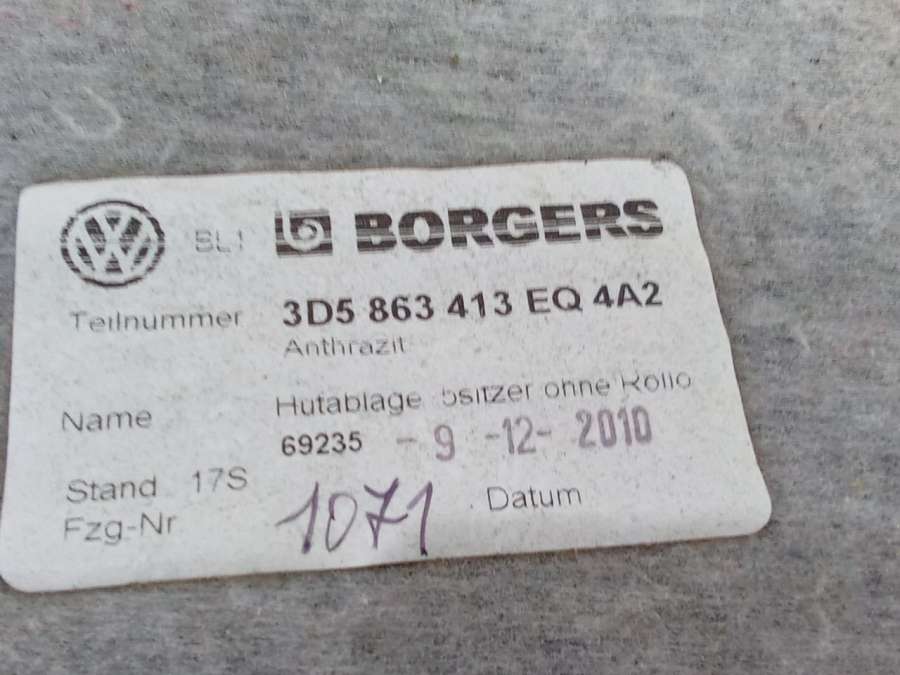 SL1 BORGERS
Teilnummer 3D5 863 413 EQ 4A2
Anthrazit
Name Hutablage 5sitzer ohne Rollo
69235 - 9 -12- 2010
Stand 17S
Fzg-Nr 1071 Datum